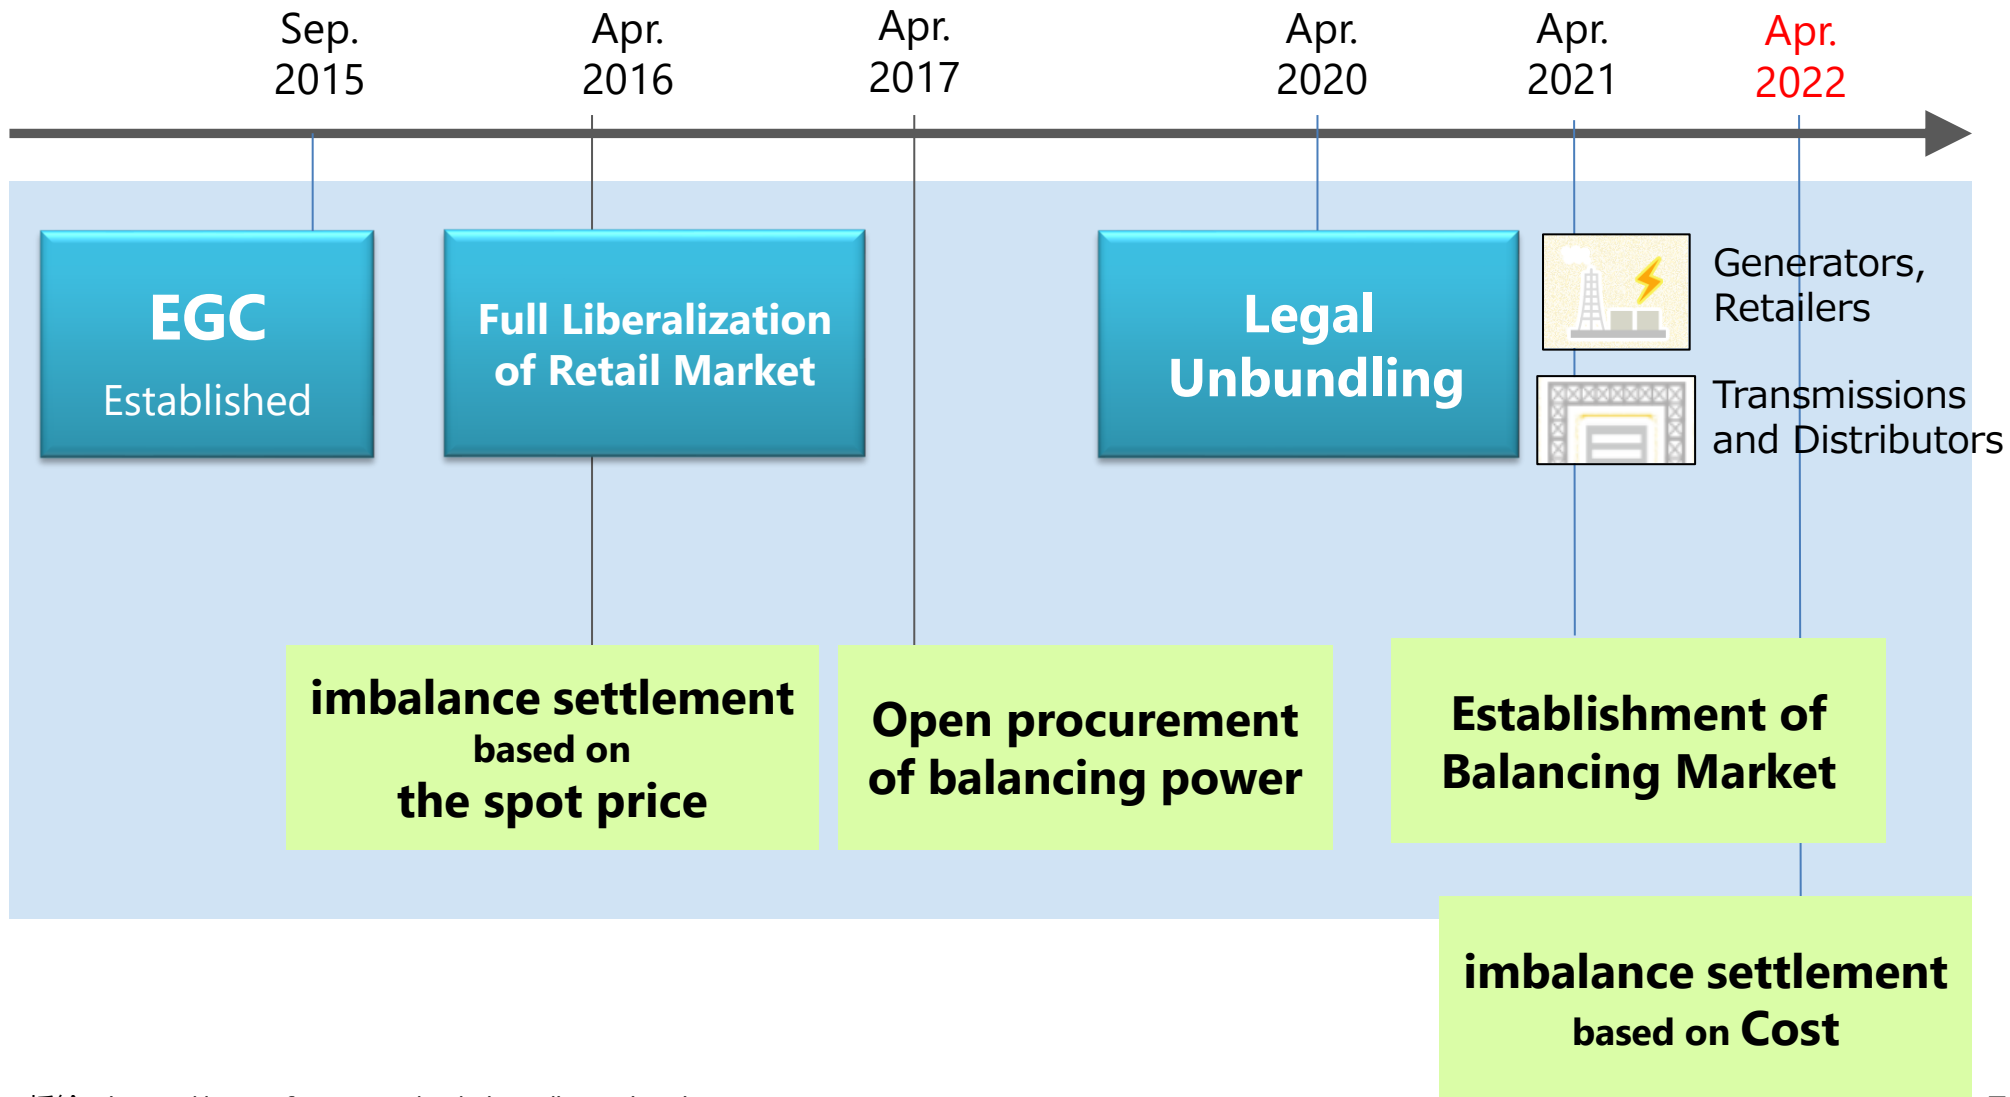 Sep.
2015
Apr.
2016
Apr.
2017
Apr.
2020
Apr.
2021
Apr.
2022
EGC
Established
Full Liberalization
of Retail Market
Legal
Unbundling
Generators,
Retailers
Transmissions
and Distributors
imbalance settlement
based on
the spot price
Open procurement
of balancing power
Establishment of
Balancing Market
imbalance settlement
based on Cost